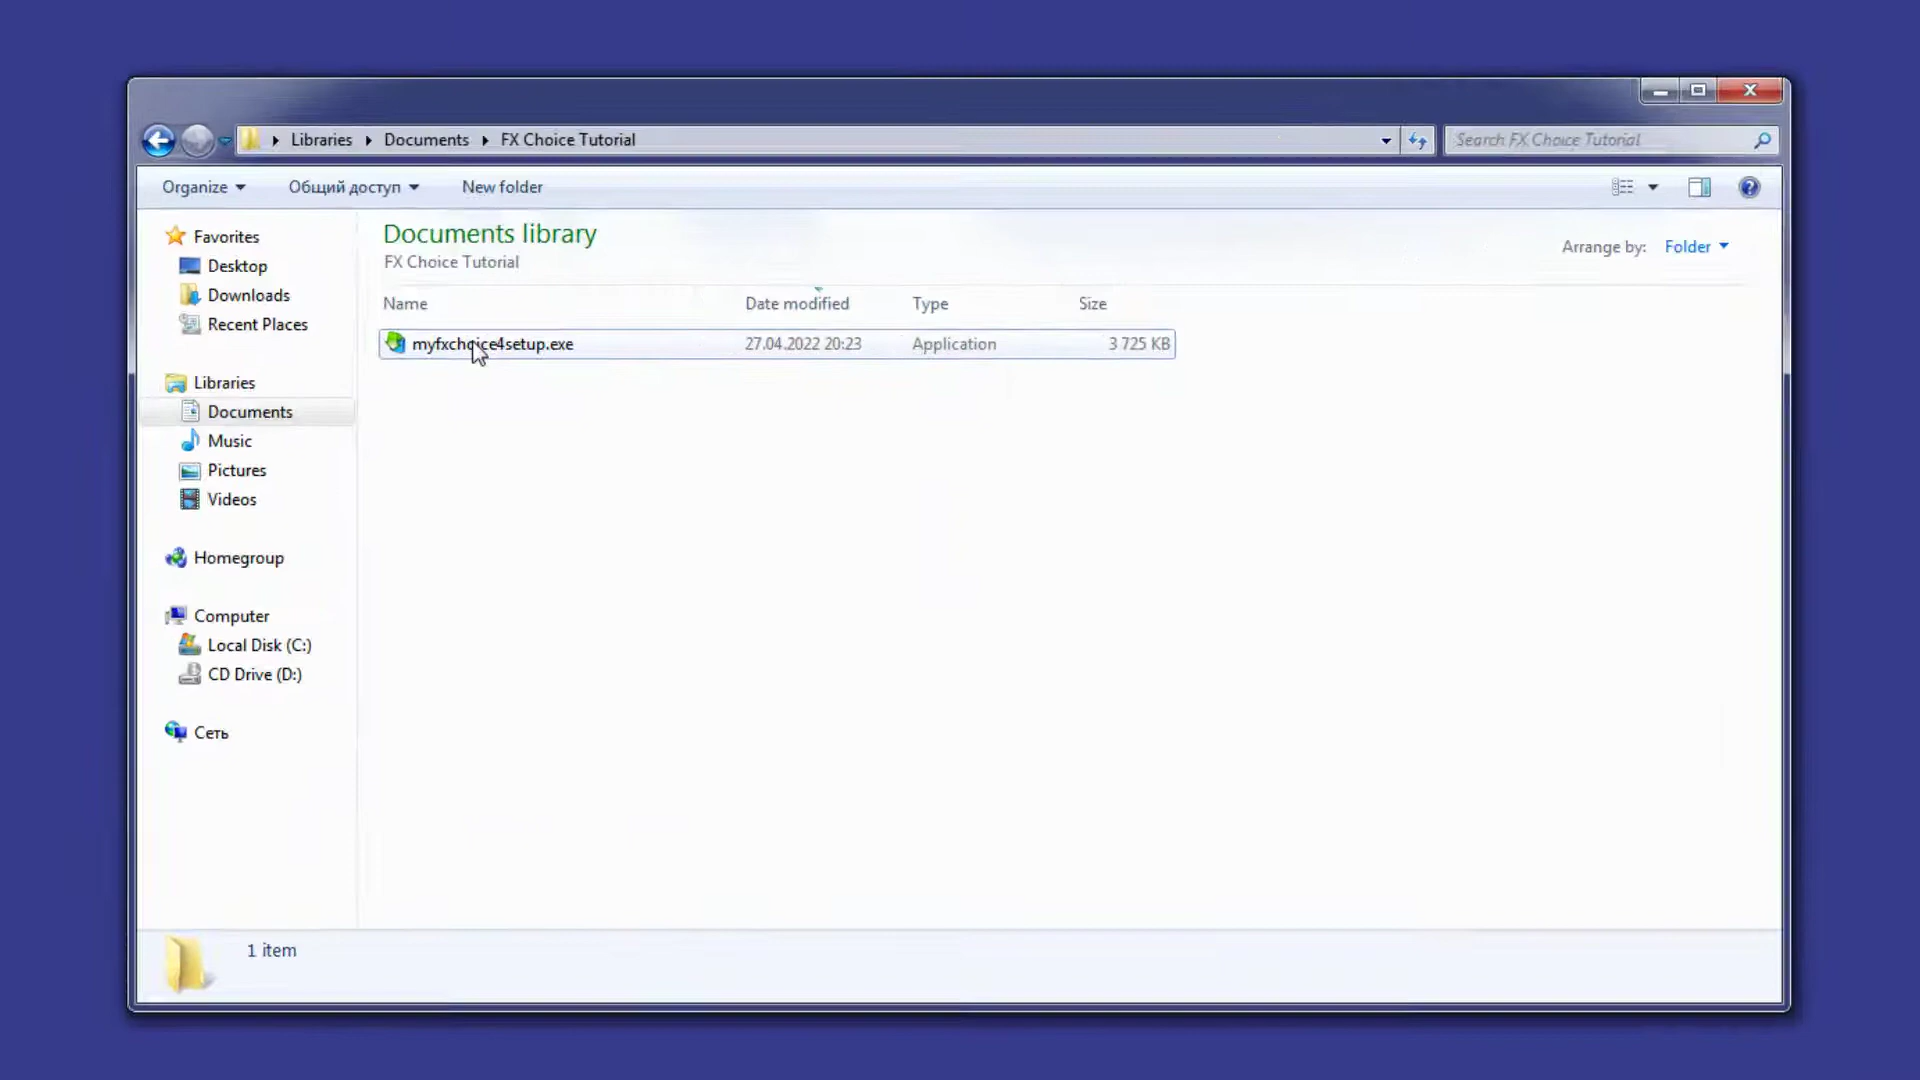 Libraries
Documents
FX Choice Tutorial
Search FX Choice Tutorial
Organize
Общий доступ
New folder
Favorites
Desktop
Downloads
Recent Places
Libraries
Documents
Music
Pictures
Videos
Homegroup
Computer
Local Disk (C:)
CD Drive (D:)
Сеть
Documents library
FX Choice Tutorial
Arrange by: Folder
Name Date modified Type Size
myfxchoice4setup.exe 27.04.2022 20:23 Application 3 725 KB
1 item